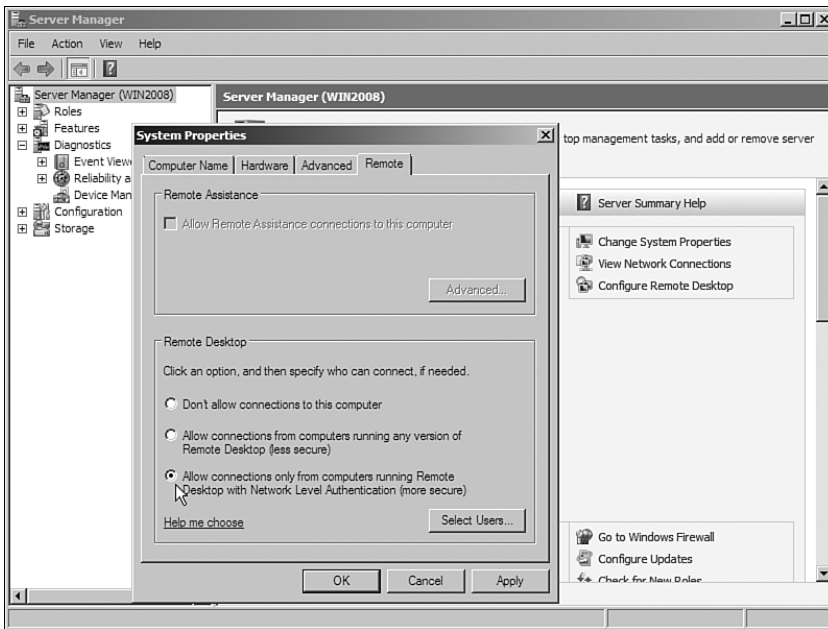 Server Manager
File Action View Help
Server Manager (WIN2008)
Roles
Features
Diagnostics
Event View
Reliability a
Device Man
Configuration
Storage
Server Manager (WIN2008)
top management tasks, and add or remove server
Server Summary Help
Change System Properties
View Network Connections
Configure Remote Desktop
Go to Windows Firewall
Configure Updates
Check for New Roles
System Properties
Computer Name Hardware Advanced Remote
Remote Assistance
Allow Remote Assistance connections to this computer
Advanced...
Remote Desktop
Click an option, and then specify who can connect, if needed.
Don't allow connections to this computer
Allow connections from computers running any version of
Remote Desktop (less secure)
Allow connections only from computers running Remote
Desktop with Network Level Authentication (more secure)
Help me choose
Select Users...
OK Cancel Apply